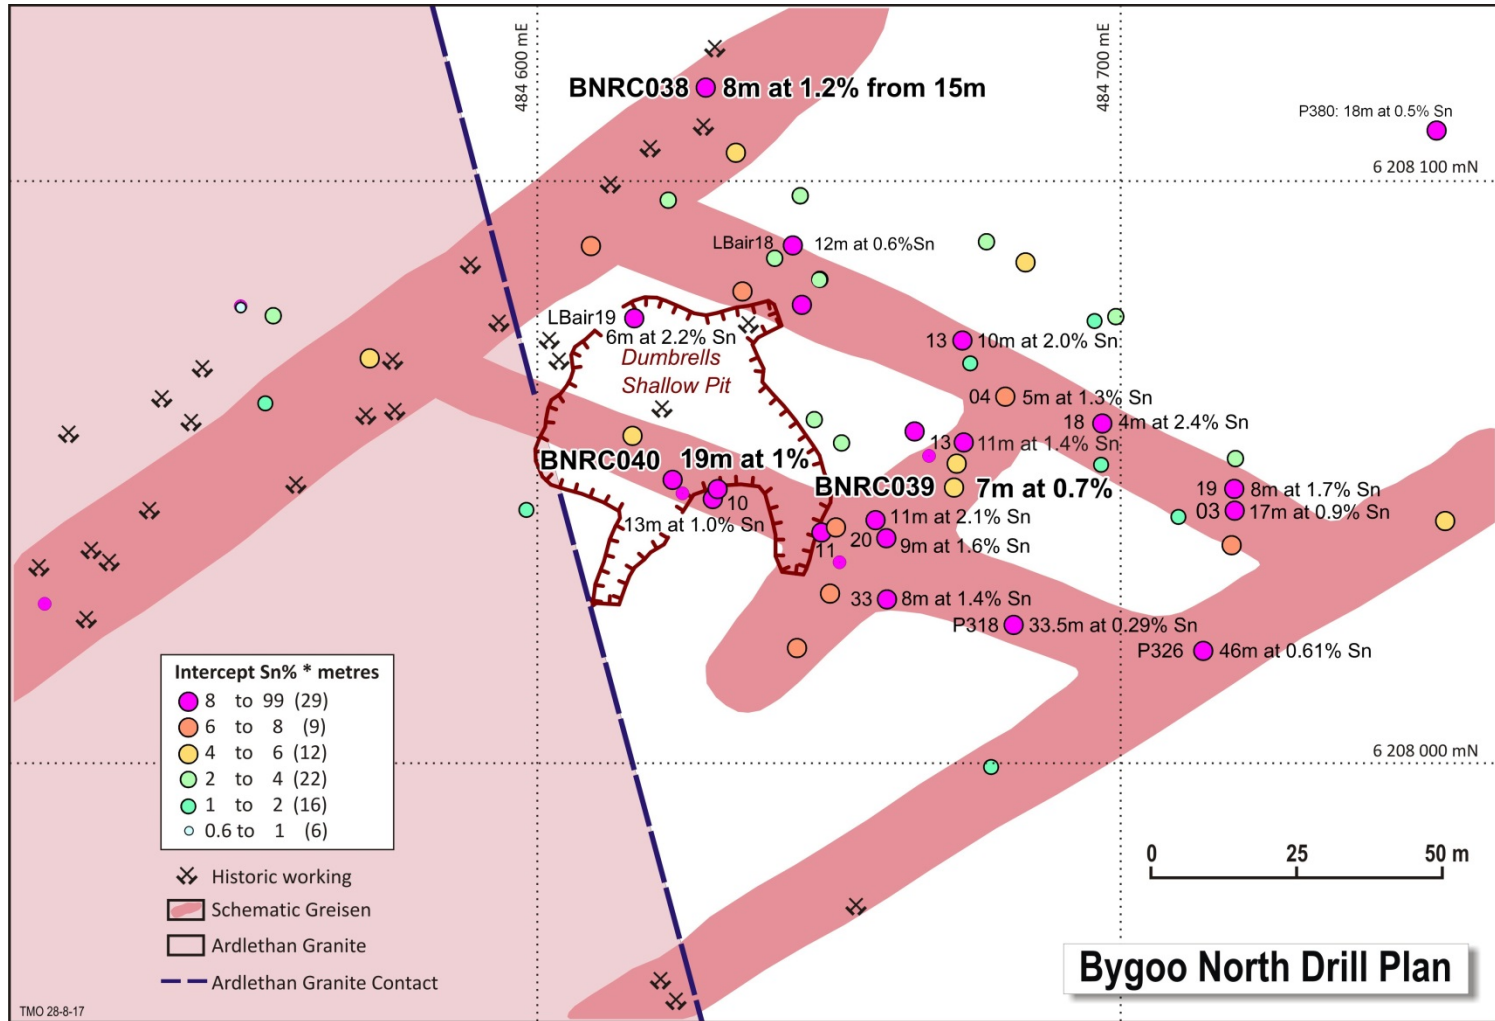 484 600 mE
484 700 mE
BNRC038 8m at 1.2% from 15m
P380: 18m at 0.5% Sn
6 208 100 mN
LBair18 12m at 0.6%Sn
LBair19
6m at 2.2% Sn
Dumbrells
Shallow Pit
13 10m at 2.0% Sn
04 5m at 1.3% Sn
18 4m at 2.4% Sn
13 11m at 1.4% Sn
BNRC040 19m at 1%
BNRC039 7m at 0.7%
10
13m at 1.0% Sn
19 8m at 1.7% Sn
03 17m at 0.9% Sn
11m at 2.1% Sn
11
20 9m at 1.6% Sn
33 8m at 1.4% Sn
P318 33.5m at 0.29% Sn
P326 46m at 0.61% Sn
6 208 000 mN
Intercept Sn% * metres
8 to 99 (29)
6 to 8 (9)
4 to 6 (12)
2 to 4 (22)
1 to 2 (16)
0.6 to 1 (6)
Historic working
Schematic Greisen
Ardlethan Granite
Ardlethan Granite Contact
0 25 50 m
Bygoo North Drill Plan
TMO 28-8-17